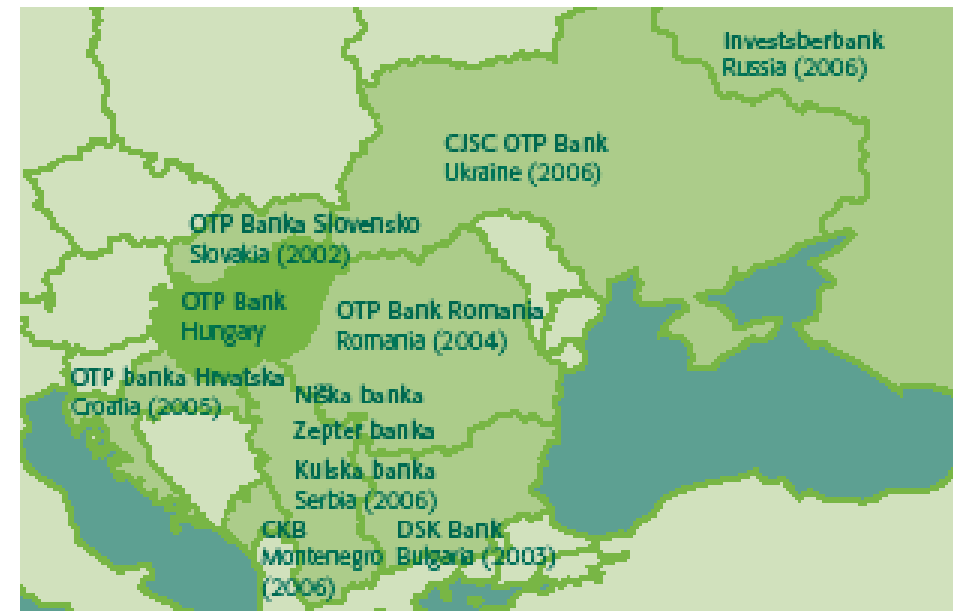 Investsberbank
Russia (2006)
CJSC OTP Bank
Ukraine (2006)
OTP Banka Slovensko
Slovakia (2002)
OTP Bank
Hungary
OTP Bank Romania
Romania (2004)
OTP banka Hrvatska
Croatia (2005)
Niška banka
Zepter banka
Kulska banka
Serbia (2006)
CKB
Montenegro
(2006)
DSK Bank
Bulgaria (2003)